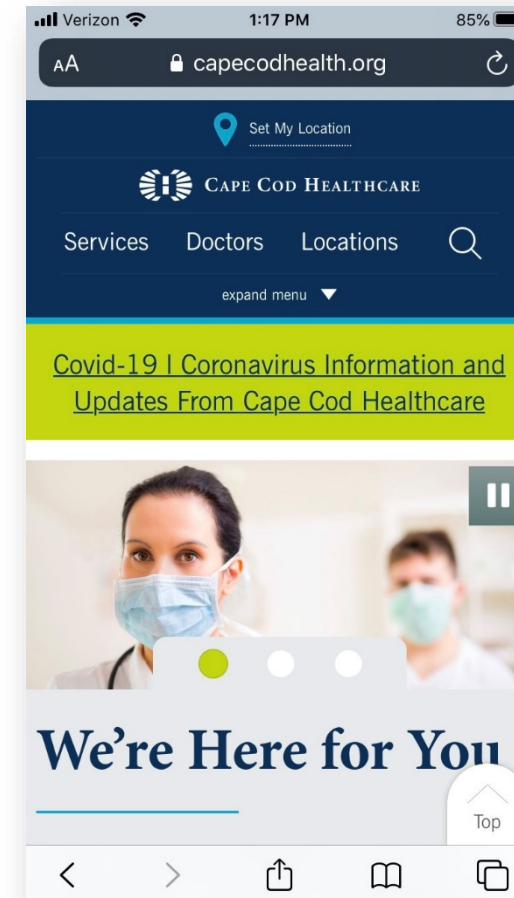 Verizon 1:17 PM 85%
AA capecodhealth.org
Set My Location
CAPE COD HEALTHCARE
Services Doctors Locations
expand menu
Covid-19 | Coronavirus Information and
Updates From Cape Cod Healthcare
We're Here for You
Top